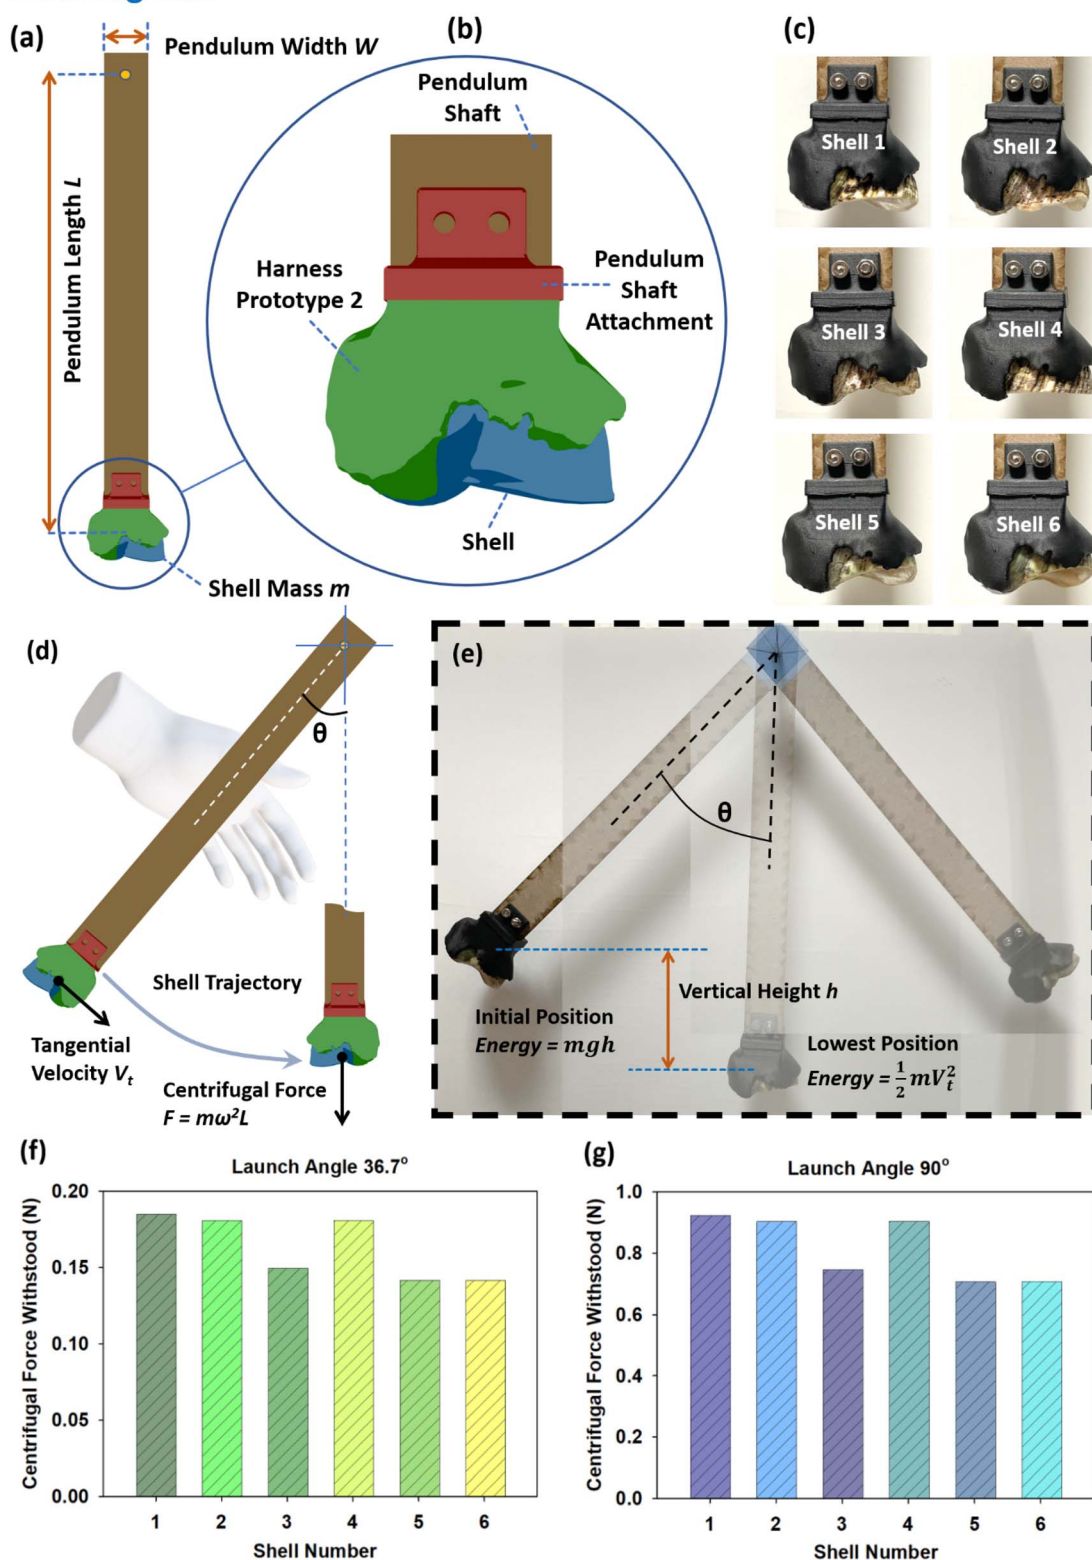 (a)
Pendulum Width W
(b)
(c)
Pendulum
Shaft
Pendulum Length L
Harness
Prototype 2
Pendulum
Shaft
Attachment
Shell
Shell Mass m
Shell 1
Shell 2
Shell 3
Shell 4
Shell 5
Shell 6
(d)
θ
Shell Trajectory
Tangential
Velocity Vt
Centrifugal Force
F = mω²L
(e)
θ
Vertical Height h
Initial Position
Energy = mgh
Lowest Position
Energy = 1/2 mVt²
(f)
Launch Angle 36.7°
Centrifugal Force Withstood (N)
0.20
0.15
0.10
0.05
0.00
1 2 3 4 5 6
Shell Number
(g)
Launch Angle 90°
Centrifugal Force Withstood (N)
1.0
0.8
0.6
0.4
0.2
0.0
1 2 3 4 5 6
Shell Number